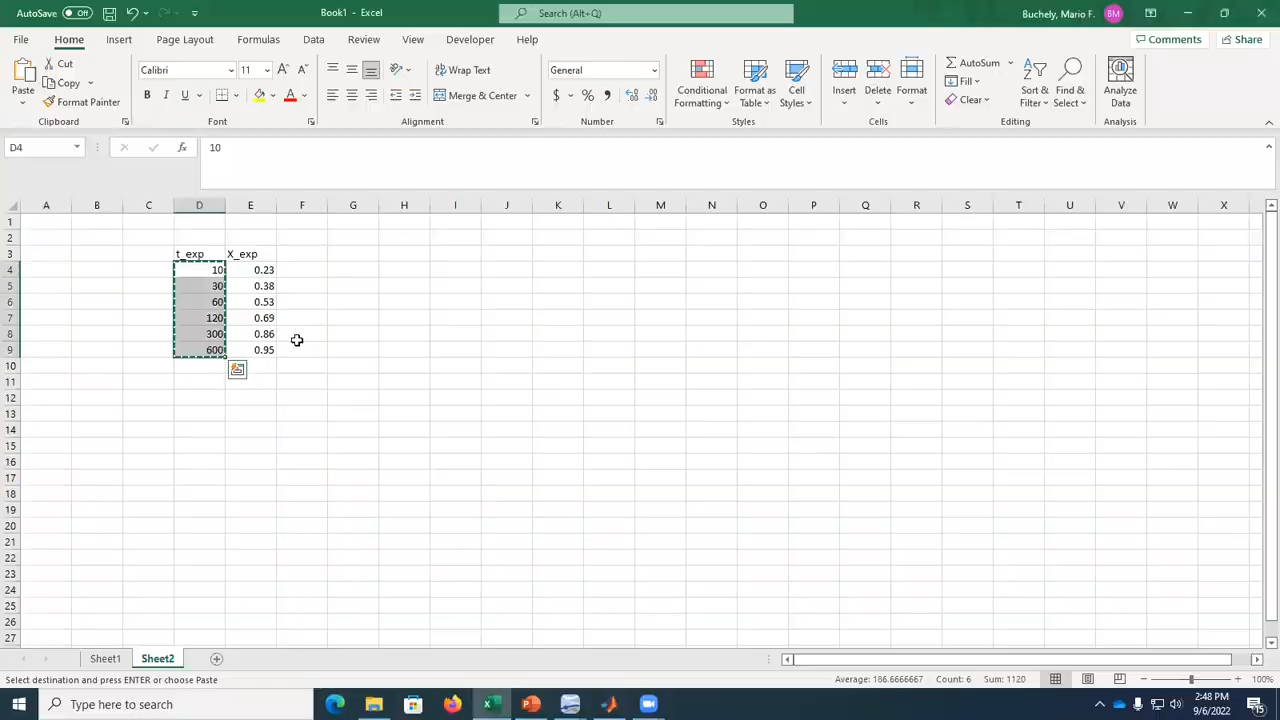 AutoSave Off Book1 - Excel Search (Alt+Q) Buchely, Mario F. BM
File Home Insert Page Layout Formulas Data Review View Developer Help Comments Share
Paste Cut Copy Format Painter Clipboard
Calibri 11 B I U A Font
Wrap Text Merge & Center Alignment
General $ % , Number
Conditional Formatting Format as Table Cell Styles Styles
Insert Delete Format Cells
AutoSum Fill Clear Sort & Filter Find & Select Editing
Analyze Data Analysis
D4 fx 10
A B C D E F G H I J K L M N O P Q R S T U V W X
1
2
3 t_exp X_exp
4 10 0.23
5 30 0.38
6 60 0.53
7 120 0.69
8 300 0.86
9 600 0.95
10
11
12
13
14
15
16
17
18
19
20
21
22
23
24
25
26
27
Sheet1 Sheet2
Select destination and press ENTER or choose Paste Average: 186.6666667 Count: 6 Sum: 1120 100%
Type here to search 2:48 PM
9/6/2022